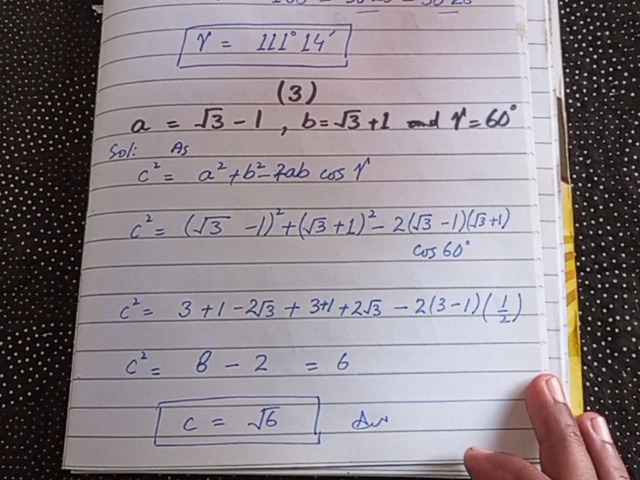 γ = 111° 14′
(3)
a = √3 - 1 , b = √3 + 1 and γ = 60°
Sol: As
c² = a² + b² - 2ab cos γ
c² = (√3 - 1)² + (√3 + 1)² - 2(√3 - 1)(√3 + 1)
cos 60°
c² = 3 + 1 - 2√3 + 3+1 + 2√3 - 2(3-1)(1/2)
c² = 8 - 2 = 6
c = √6 Ans